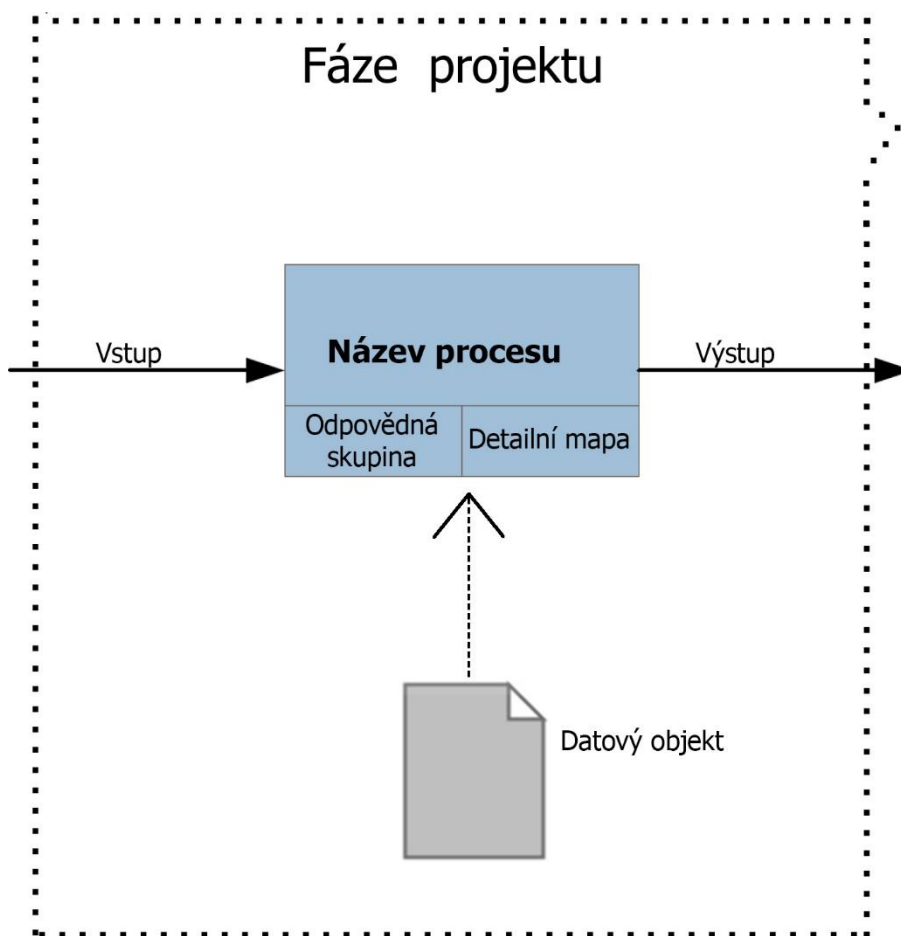 Fáze projektu
Vstup
Název procesu
Výstup
Odpovědná
skupina
Detailní mapa
Datový objekt